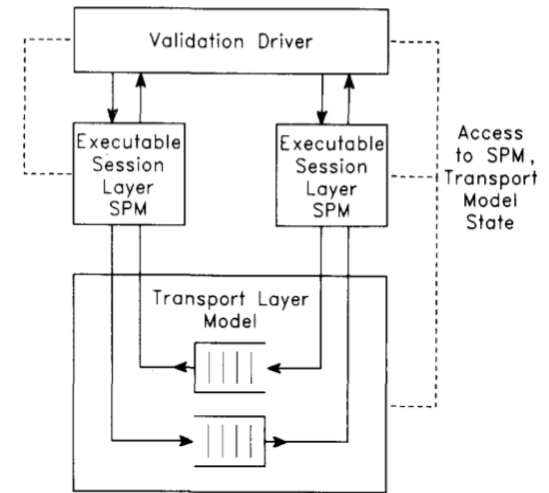 Validation Driver
Executable
Session
Layer
SPM
Executable
Session
Layer
SPM
Access
to SPM,
Transport
Model
State
Transport Layer
Model